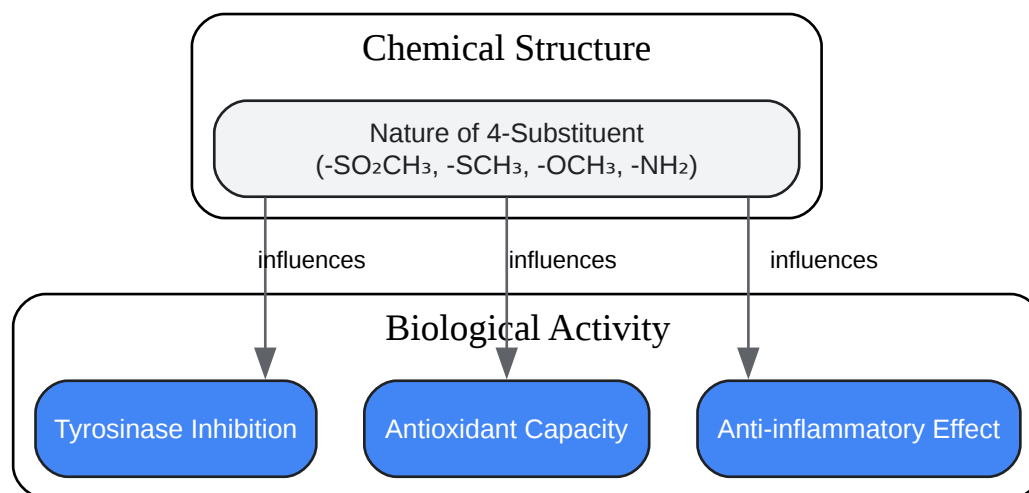 Chemical Structure
Nature of 4-Substituent
(-SO₂CH₃, -SCH₃, -OCH₃, -NH₂)
influences
influences
influences
Biological Activity
Tyrosinase Inhibition
Antioxidant Capacity
Anti-inflammatory Effect